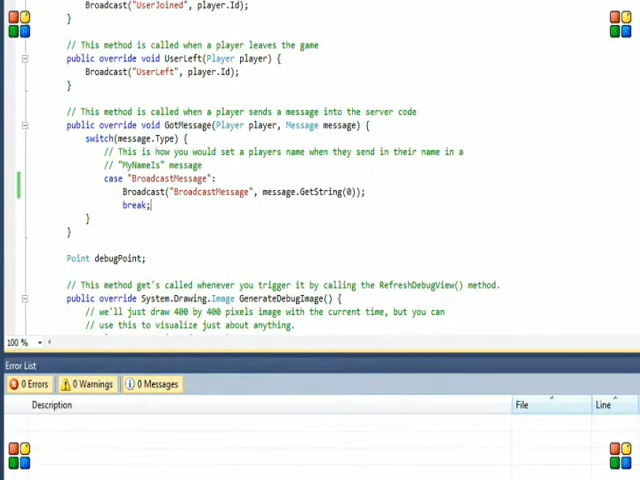 Broadcast("UserJoined", player.Id);
}
// This method is called when a player leaves the game
public override void UserLeft(Player player) {
Broadcast("UserLeft", player.Id);
}
// This method is called when a player sends a message into the server code
public override void GotMessage(Player player, Message message) {
switch(message.Type) {
// This is how you would set a players name when they send in their name in a
// "MyNameIs" message
case "BroadcastMessage":
Broadcast("BroadcastMessage", message.GetString(0));
break;
}
}
Point debugPoint;
// This method get's called whenever you trigger it by calling the RefreshDebugView() method.
public override System.Drawing.Image GenerateDebugImage() {
// we'll just draw 400 by 400 pixels image with the current time, but you can
// use this to visualize just about anything.
100 %
Error List
0 Errors
0 Warnings
0 Messages
Description
File
Line